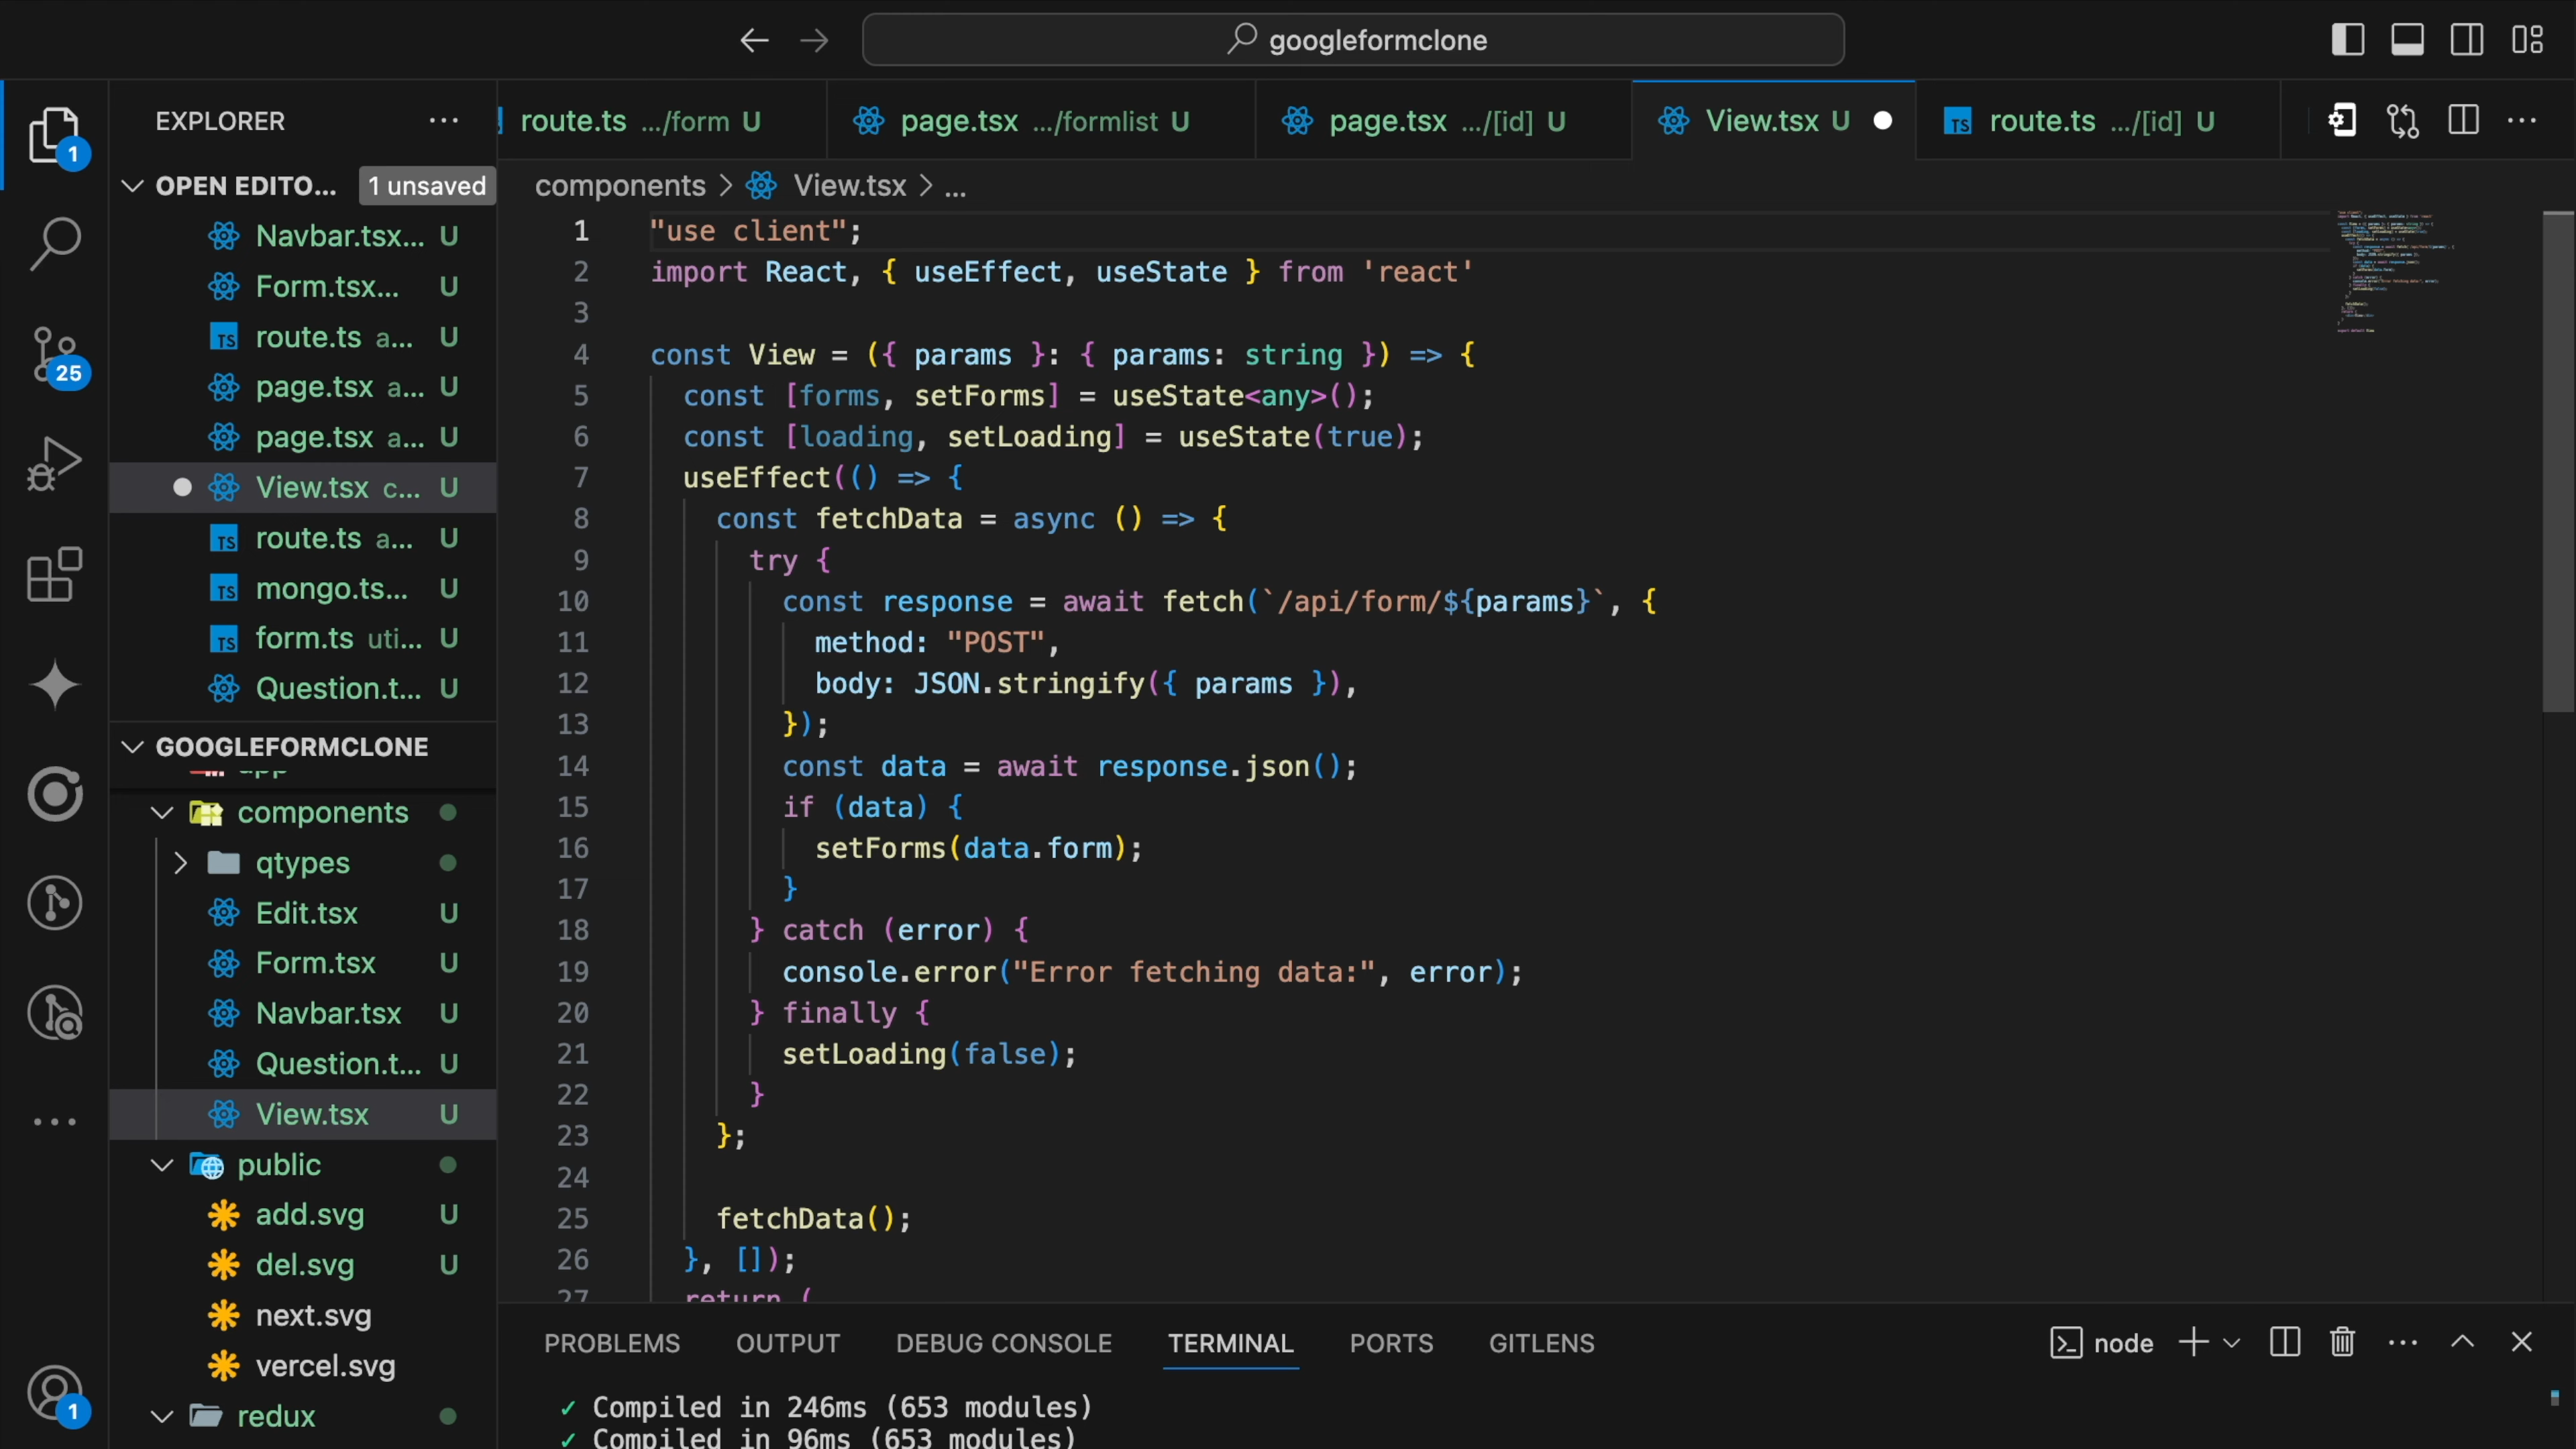 googleformclone
EXPLORER
route.ts .../form U
page.tsx .../formlist U
page.tsx .../[id] U
View.tsx U
route.ts .../[id] U
OPEN EDITO... 1 unsaved
Navbar.tsx... U
Form.tsx... U
route.ts a... U
page.tsx a... U
page.tsx a... U
View.tsx c... U
route.ts a... U
mongo.ts... U
form.ts uti... U
Question.t... U
GOOGLEFORMCLONE
app
components
qtypes
Edit.tsx U
Form.tsx U
Navbar.tsx U
Question.t... U
View.tsx U
public
add.svg U
del.svg U
next.svg
vercel.svg
redux
1
25
1
components > View.tsx > ...
1 "use client";
2 import React, { useEffect, useState } from 'react'
3
4 const View = ({ params }: { params: string }) => {
5 const [forms, setForms] = useState<any>();
6 const [loading, setLoading] = useState(true);
7 useEffect(() => {
8 const fetchData = async () => {
9 try {
10 const response = await fetch(`/api/form/${params}`, {
11 method: "POST",
12 body: JSON.stringify({ params }),
13 });
14 const data = await response.json();
15 if (data) {
16 setForms(data.form);
17 }
18 } catch (error) {
19 console.error("Error fetching data:", error);
20 } finally {
21 setLoading(false);
22 }
23 };
24
25 fetchData();
26 }, []);
27 return (
PROBLEMS OUTPUT DEBUG CONSOLE TERMINAL PORTS GITLENS
node
✓ Compiled in 246ms (653 modules)
✓ Compiled in 96ms (653 modules)